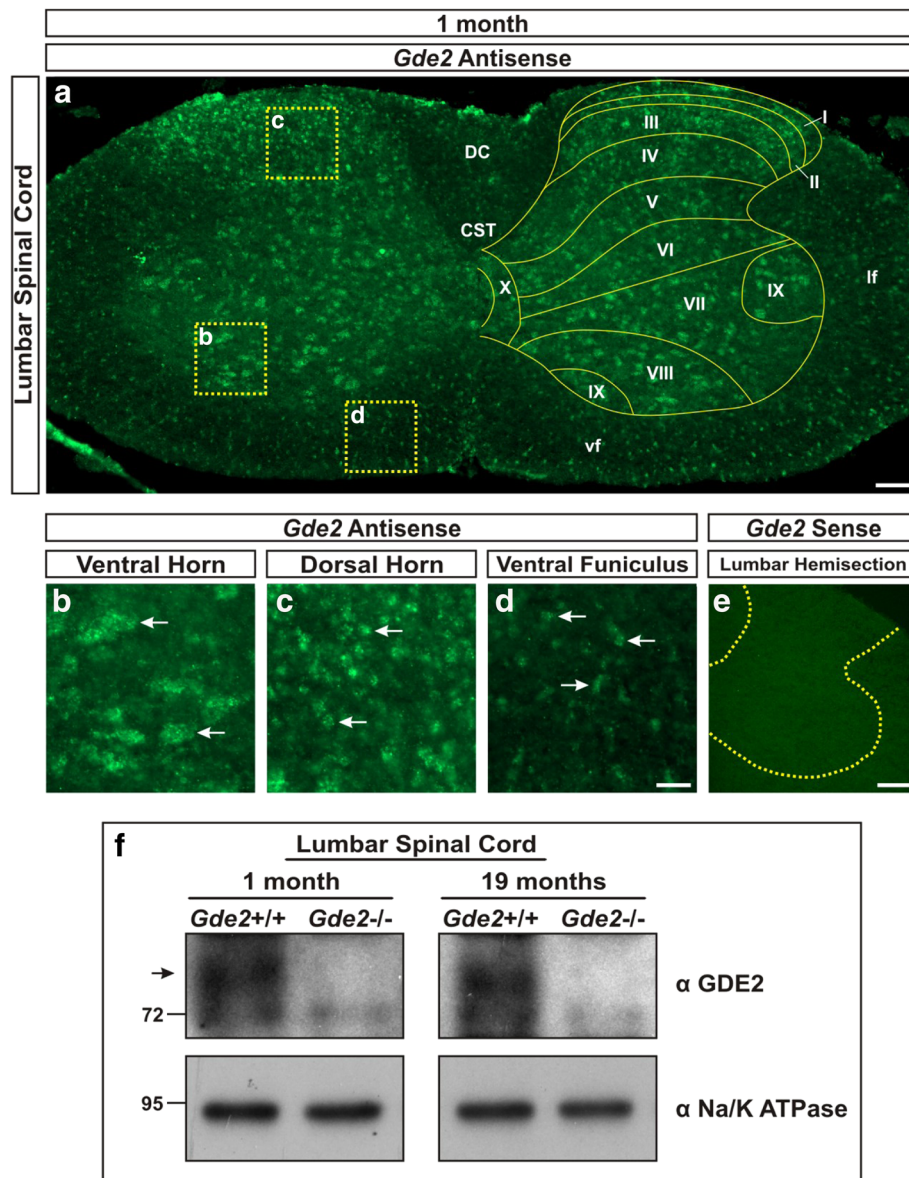 1 month
Gde2 Antisense
Lumbar Spinal Cord
a
c
DC
I
III
II
IV
V
CST
VI
X
IX
VII
lf
b
VIII
IX
d
vf
Gde2 Antisense
Gde2 Sense
Ventral Horn
Dorsal Horn
Ventral Funiculus
Lumbar Hemisection
b
c
d
e
f
Lumbar Spinal Cord
1 month
19 months
Gde2+/+ Gde2-/-
Gde2+/+ Gde2-/-
α GDE2
72
95
α Na/K ATPase